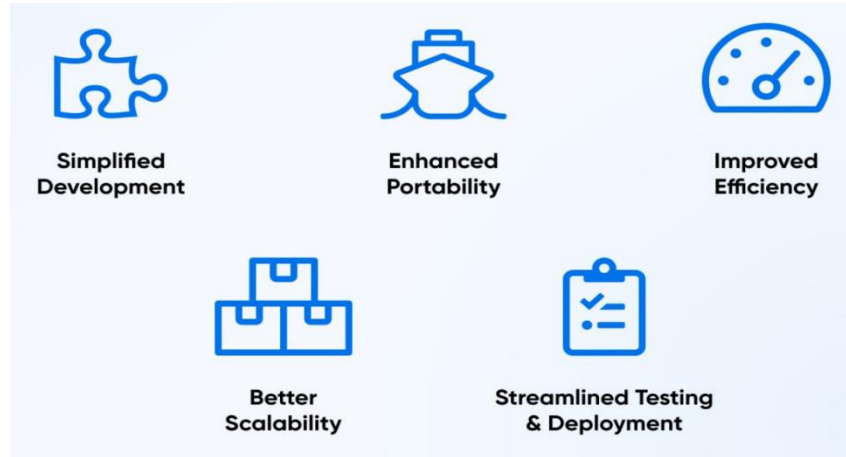 Simplified
Development
Enhanced
Portability
Improved
Efficiency
Better
Scalability
Streamlined Testing
& Deployment